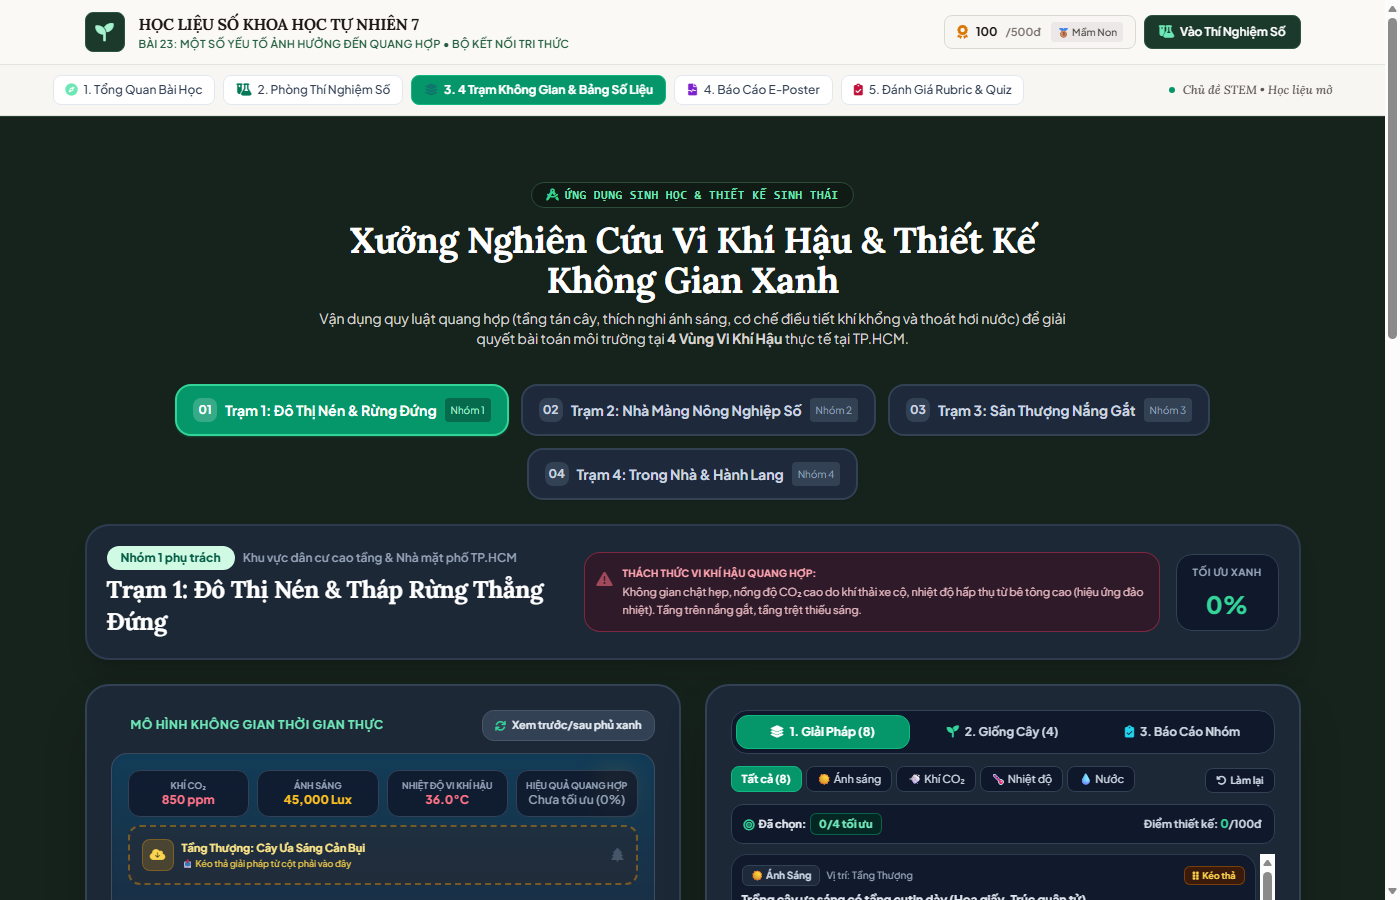 HỌC LIỆU SỐ KHOA HỌC TỰ NHIÊN 7
BÀI 23: MỘT SỐ YẾU TỐ ẢNH HƯỞNG ĐẾN QUANG HỢP • BỘ KẾT NỐI TRI THỨC
100 /500đ Mầm Non
Vào Thí Nghiệm Số
1. Tổng Quan Bài Học
2. Phòng Thí Nghiệm Số
3. 4 Trạm Không Gian & Bảng Số Liệu
4. Báo Cáo E-Poster
5. Đánh Giá Rubric & Quiz
Chủ đề STEM • Học liệu mở
ỨNG DỤNG SINH HỌC & THIẾT KẾ SINH THÁI
Xưởng Nghiên Cứu Vi Khí Hậu & Thiết Kế
Không Gian Xanh
Vận dụng quy luật quang hợp (tầng tán cây, thích nghi ánh sáng, cơ chế điều tiết khí khổng và thoát hơi nước) để giải
quyết bài toán môi trường tại 4 Vùng Vi Khí Hậu thực tế tại TP.HCM.
01 Trạm 1: Đô Thị Nén & Rừng Đứng Nhóm 1
02 Trạm 2: Nhà Màng Nông Nghiệp Số Nhóm 2
03 Trạm 3: Sân Thượng Nắng Gắt Nhóm 3
04 Trạm 4: Trong Nhà & Hành Lang Nhóm 4
Nhóm 1 phụ trách Khu vực dân cư cao tầng & Nhà mặt phố TP.HCM
Trạm 1: Đô Thị Nén & Tháp Rừng Thẳng
Đứng
THÁCH THỨC VI KHÍ HẬU QUANG HỢP:
Không gian chật hẹp, nồng độ CO₂ cao do khí thải xe cộ, nhiệt độ hấp thụ từ bê tông cao (hiệu ứng đảo
nhiệt). Tầng trên nắng gắt, tầng trệt thiếu sáng.
TỐI ƯU XANH
0%
MÔ HÌNH KHÔNG GIAN THỜI GIAN THỰC
Xem trước/sau phủ xanh
KHÍ CO₂
850 ppm
ÁNH SÁNG
45,000 Lux
NHIỆT ĐỘ VI KHÍ HẬU
36.0°C
HIỆU QUẢ QUANG HỢP
Chưa tối ưu (0%)
Tầng Thượng: Cây Ưa Sáng Cản Bụi
Kéo thả giải pháp từ cột phải vào đây
1. Giải Pháp (8)
2. Giống Cây (4)
3. Báo Cáo Nhóm
Tất cả (8)
Ánh sáng
Khí CO₂
Nhiệt độ
Nước
Làm lại
Đã chọn: 0/4 tối ưu
Điểm thiết kế: 0/100đ
Ánh Sáng Vị trí: Tầng Thượng
Kéo thả
Trồng cây ưa sáng có tầng cutin dày (Hoa giấy, Trúc quân tử)